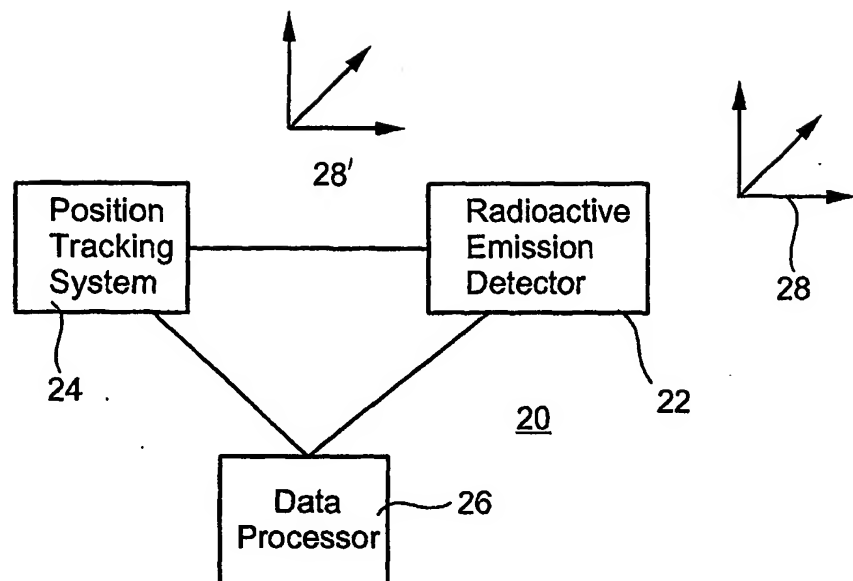 28'
Position
Tracking
System
Radioactive
Emission
Detector
28
24
22
20
Data
Processor
26